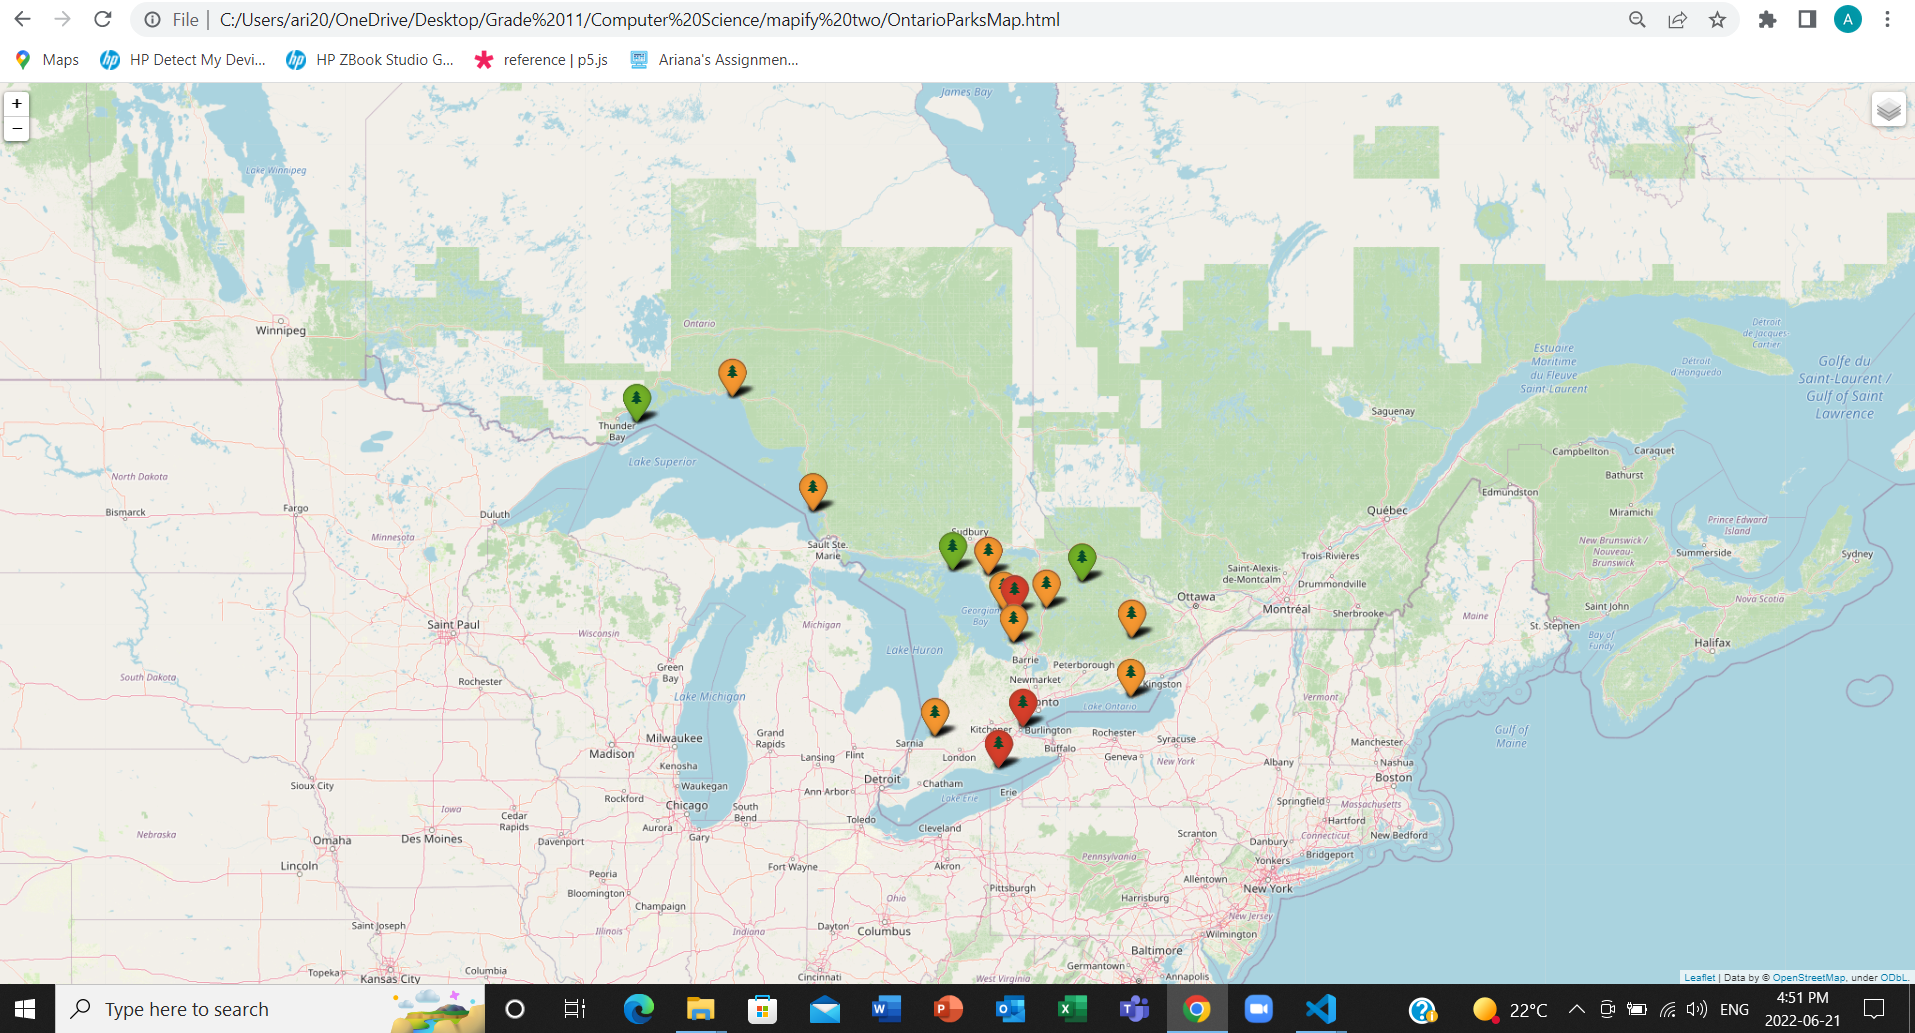 File | C:/Users/ari20/OneDrive/Desktop/Grade%2011/Computer%20Science/mapify%20two/OntarioParksMap.html
A
Maps
HP Detect My Devi...
HP ZBook Studio G...
reference | p5.js
Ariana's Assignmen...
+
−
James Bay
Lake Winnipeg
Winnipeg
Ontario
Détroit
de Jacques
Cartier
Détroit
d'Honguedo
Estuaire
Maritime
du Fleuve
Saint-Laurent
Golfe du
Saint-Laurent /
Gulf of Saint
Lawrence
Saguenay
Thunder
Bay
Lake Superior
North Dakota
Campbellton
Caraquet
Bathurst
Edmundston
Bismarck
Fargo
Duluth
Québec
Miramichi
Prince Edward
Island
Minnesota
Sudbury
Sault Ste.
Marie
Trois-Rivières
New Brunswick /
Nouveau-
Brunswick
Summerside
Sydney
Saint-Alexis-
de-Montcalm
Drummondville
Ottawa
Montréal
Sherbrooke
Georgian
Bay
Saint John
Nova Scotia
Maine
St. Stephen
Saint Paul
Wisconsin
Michigan
Bay of
Fundy
Halifax
Lake Huron
Barrie
Peterborough
Green
Bay
South Dakota
Rochester
Newmarket
Kingston
Lake Michigan
Vermont
onto
Lake Ontario
Gulf of
Maine
Grand
Rapids
Kitchener
Burlington
Rochester
Syracuse
Milwaukee
Madison
Sarnia
Buffalo
Manchester
Lansing
Flint
London
Geneva
New York
Albany
Nashua
Kenosha
Boston
Detroit
Chatham
Sioux City
Waukegan
Ann Arbor
Lake Erie
Erie
Rockford
Chicago
South
Bend
Springfield
Massachusetts
Iowa
Cedar
Rapids
Toledo
Hartford
Nebraska
Aurora
Gary
Cleveland
Scranton
Connecticut
New Bedford
Omaha
Des Moines
Davenport
Danbury
Bridgeport
Yonkers
Lincoln
Fort Wayne
Akron
Pennsylvania
Peoria
Bloomington
Allentown
New York
Pittsburgh
Harrisburg
Ohio
Champaign
New Jersey
Saint Joseph
Illinois
Indiana
Dayton
Columbus
Wilmington
Baltimore
Topeka
Kansas City
Columbia
Cincinnati
West Virginia
Germantown
Annapolis
Leaflet | Data by © OpenStreetMap, under ODbL.
Type here to search
22°C
ENG
4:51 PM
2022-06-21